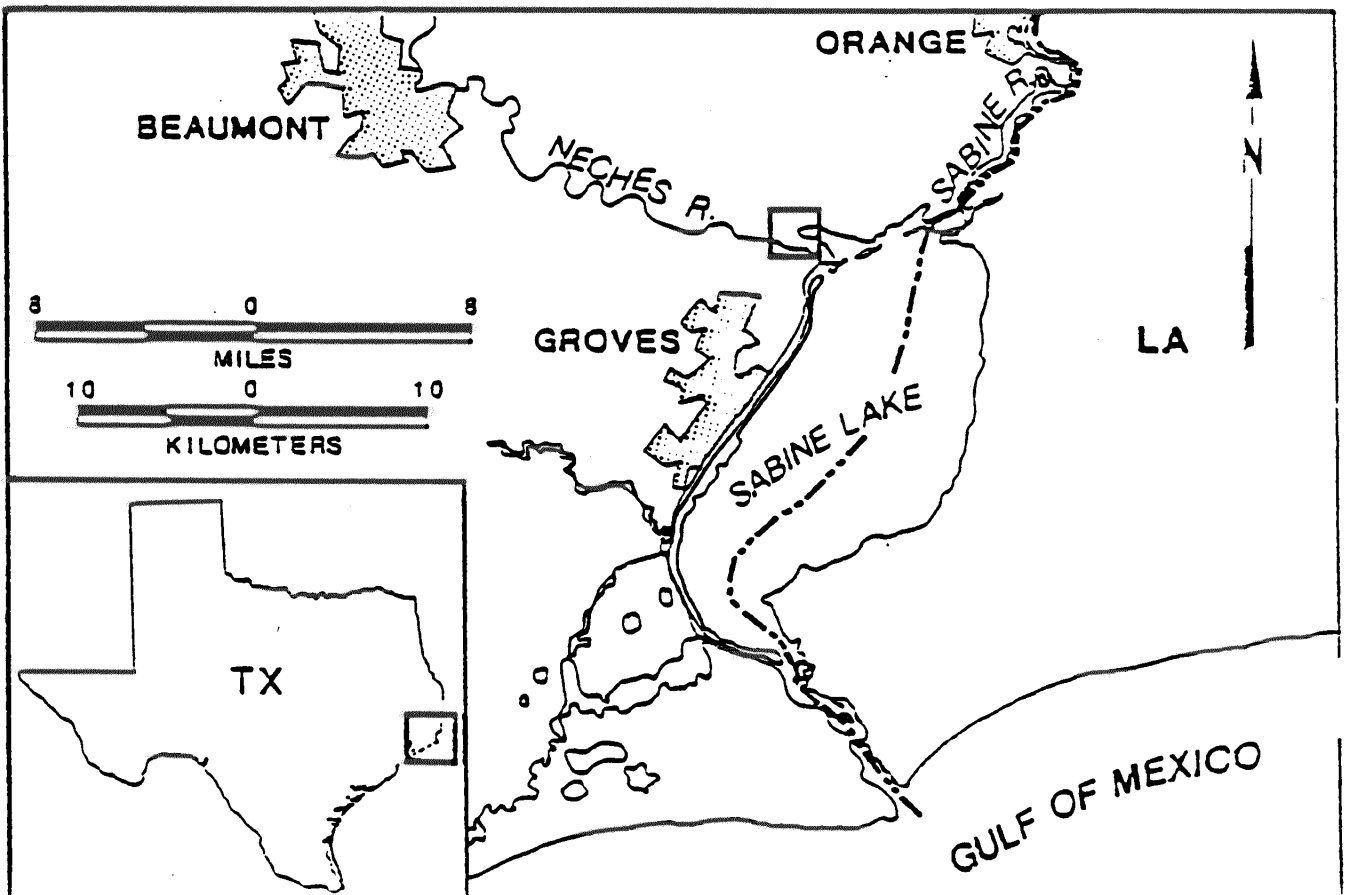 ORANGE
BEAUMONT
NECHES R.
SABINE R.
N
8 0 8
MILES
10 0 10
KILOMETERS
GROVES
LA
SABINE LAKE
TX
GULF OF MEXICO